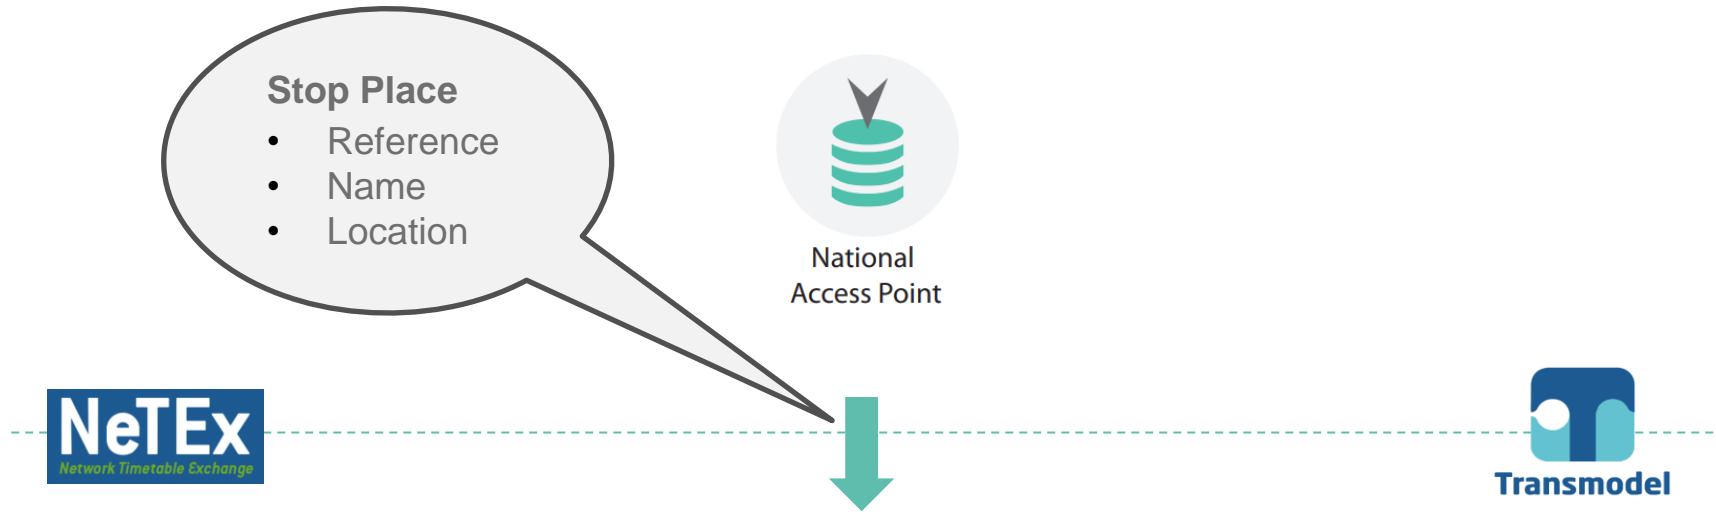 Stop Place
• Reference
• Name
• Location
National
Access Point
NeTEx
Network Timetable Exchange
Transmodel